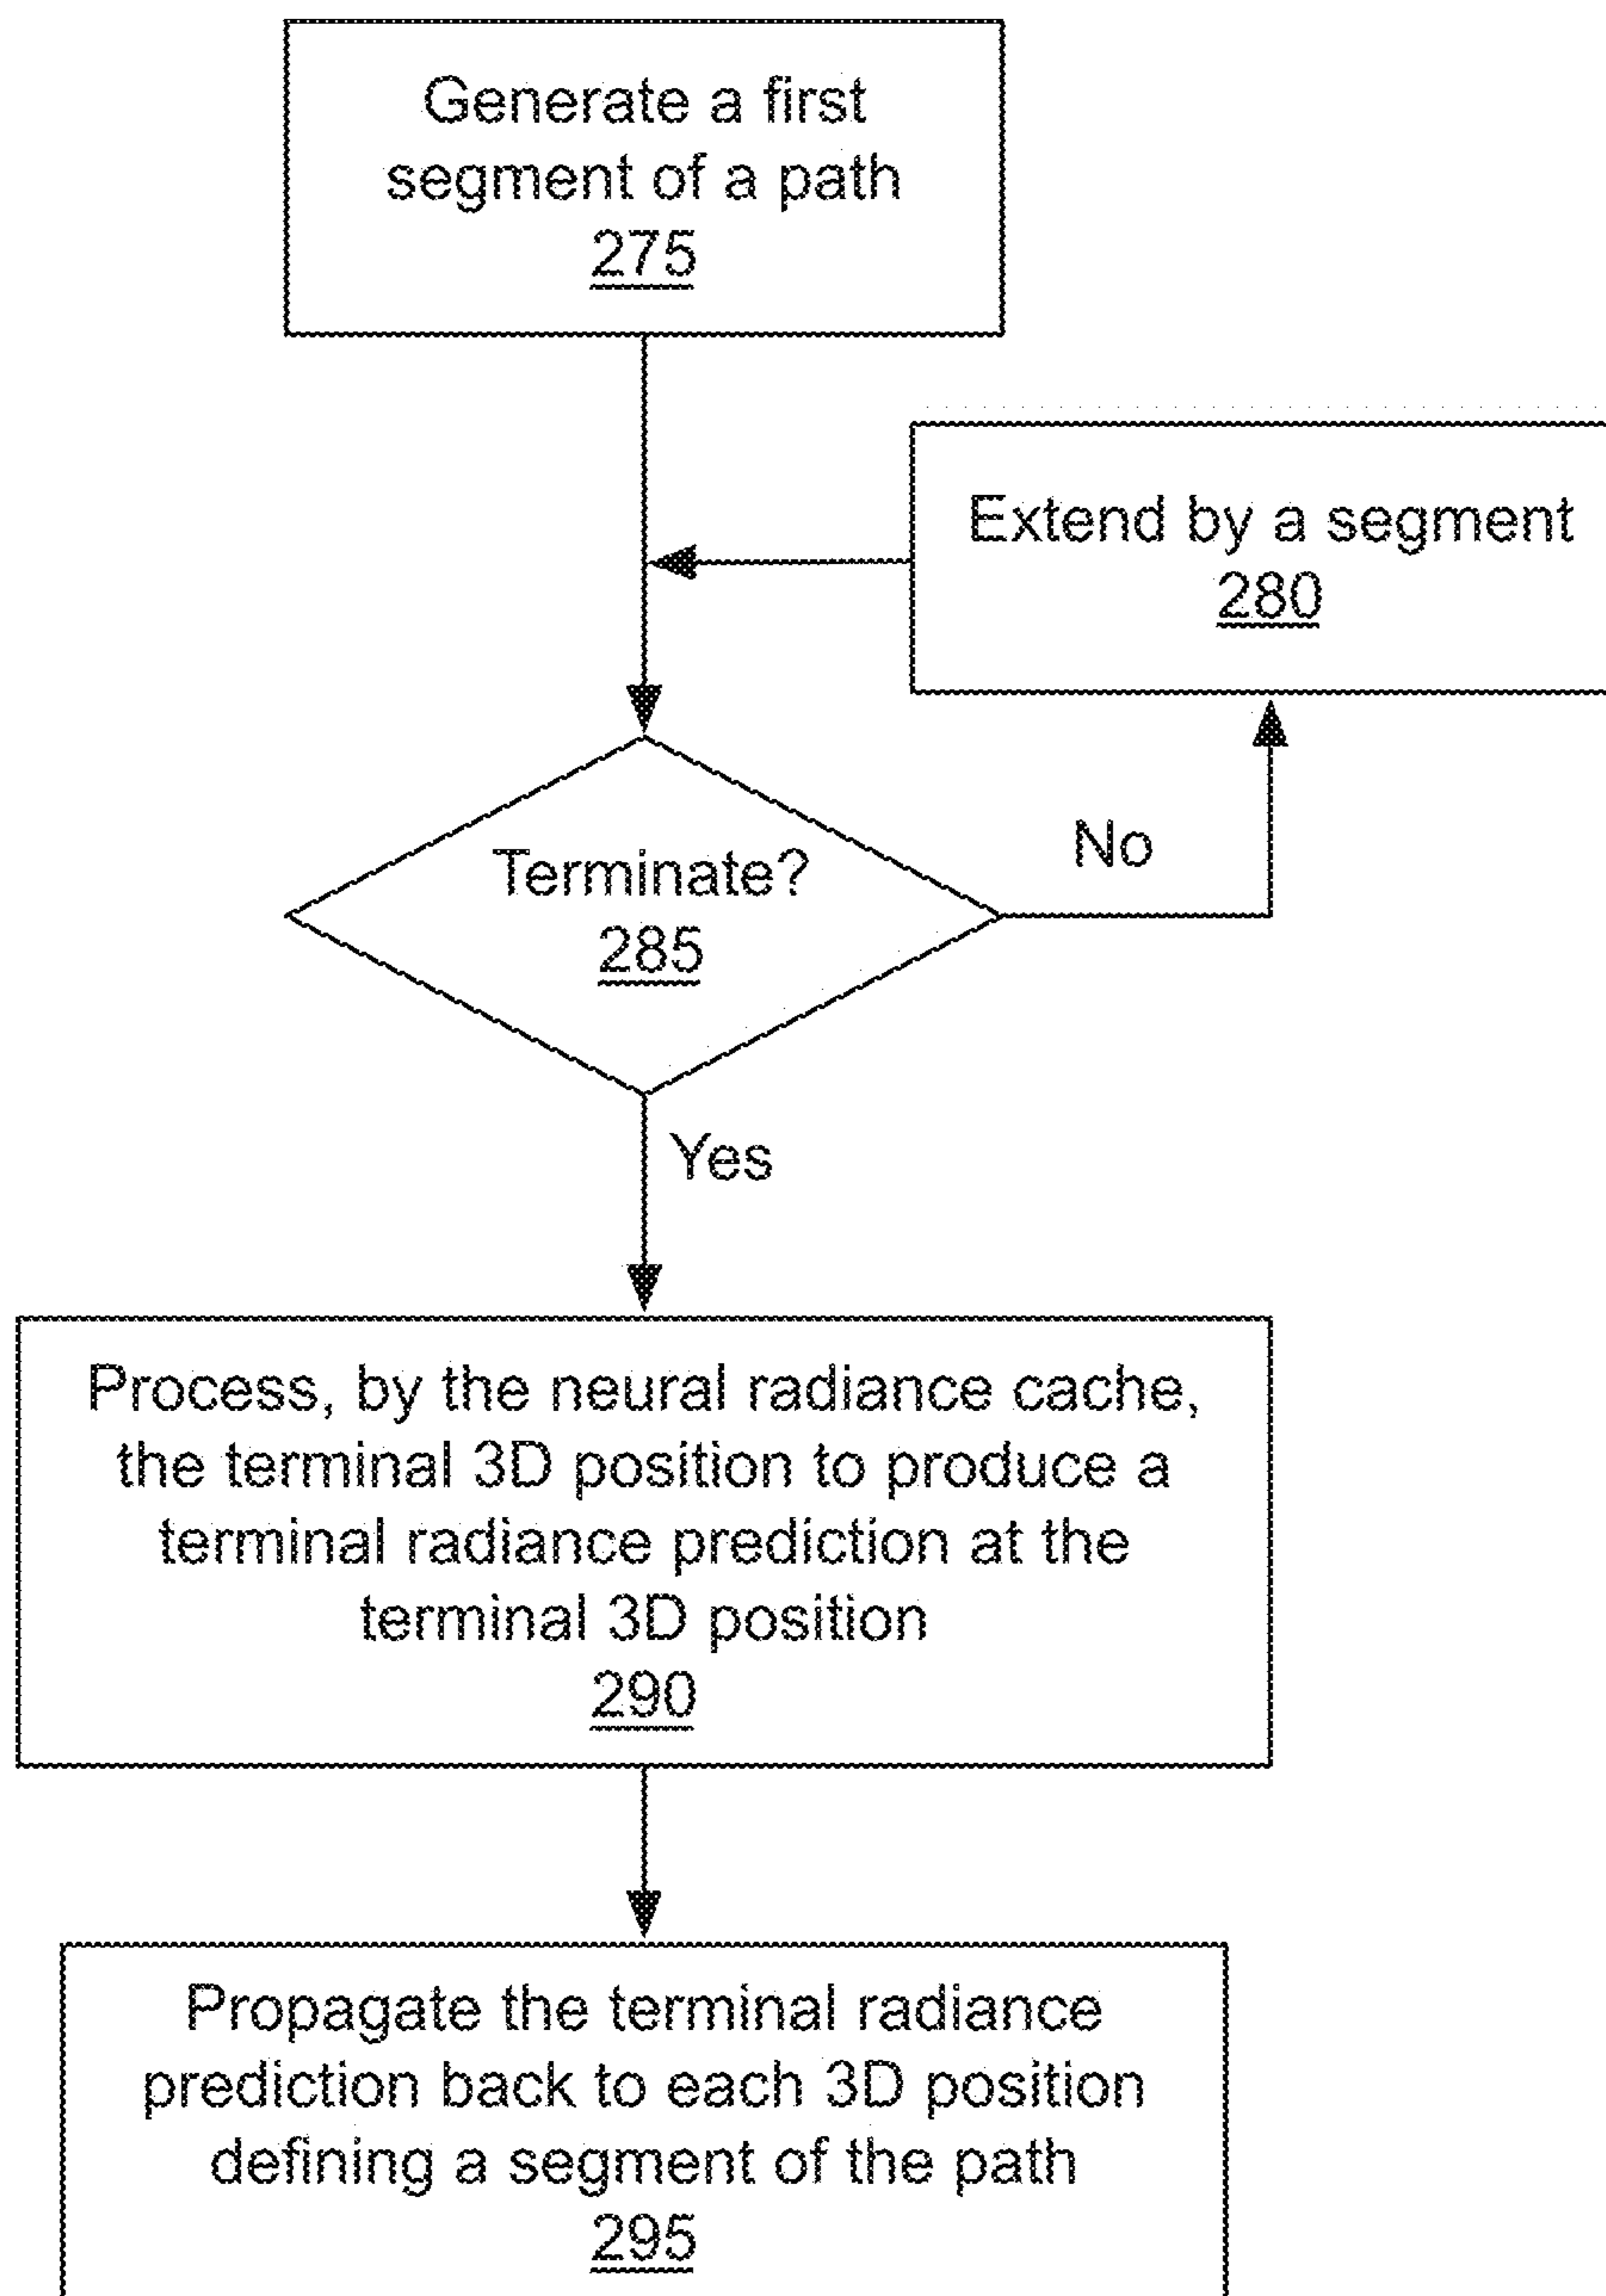 Generate a first
segment of a path
275
Extend by a segment
280
Terminate?
285
No
Yes
Process, by the neural radiance cache,
the terminal 3D position to produce a
terminal radiance prediction at the
terminal 3D position
290
Propagate the terminal radiance
prediction back to each 3D position
defining a segment of the path
295